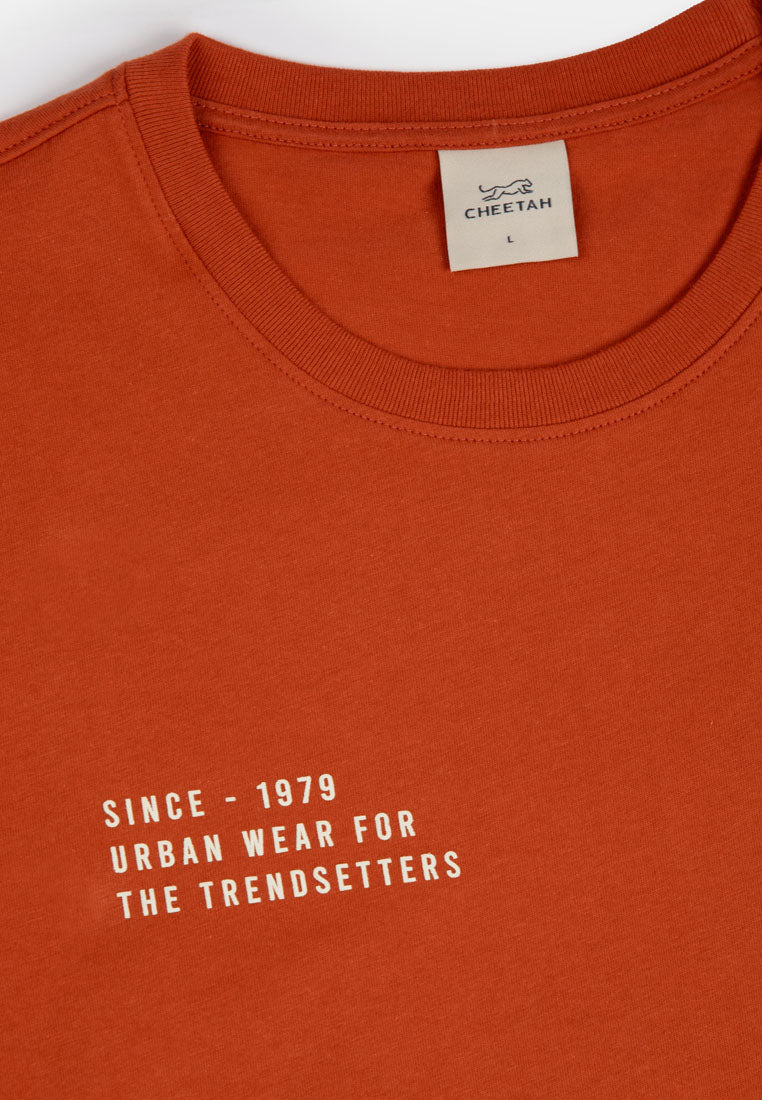 CHEETAH
L
SINCE - 1979
URBAN WEAR FOR
THE TRENDSETTERS